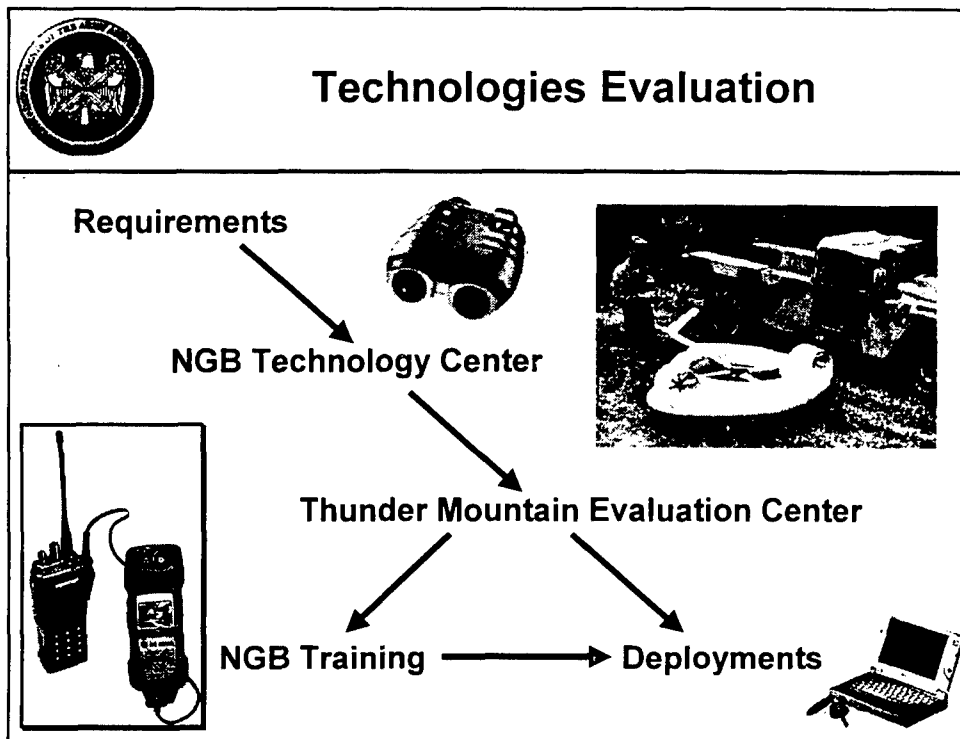 Technologies Evaluation
Requirements
NGB Technology Center
Thunder Mountain Evaluation Center
NGB Training
Deployments